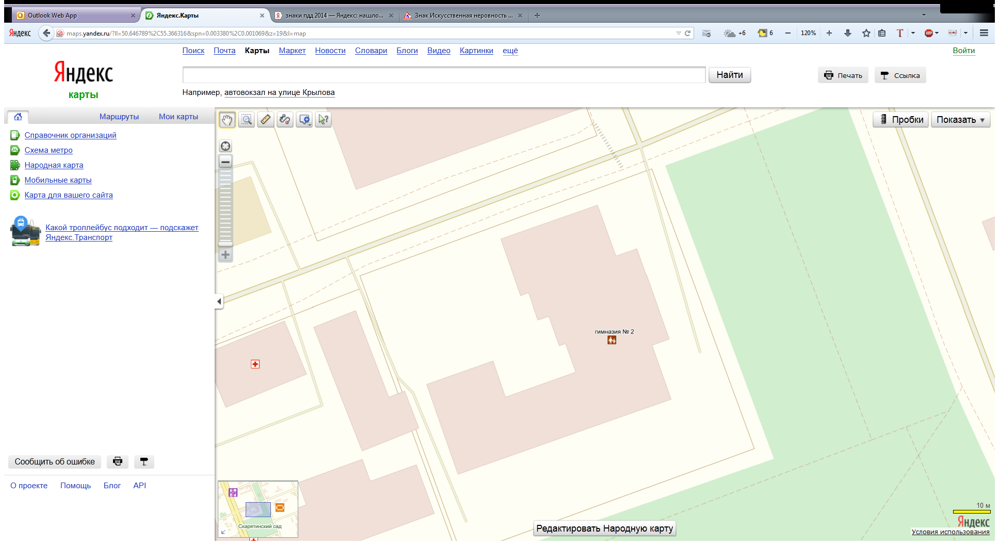 Outlook Web App
Яндекс.Карты
знаки пдд 2014 — Яндекс: нашло...
Знак Искусственная неровность ...
Яндекс
maps.yandex.ru/?ll=50.646789%2C55.366316&spn=0.003380%2C0.001069&z=19&l=map
+6
6
120%
T
ABP
Поиск Почта Карты Маркет Новости Словари Блоги Видео Картинки ещё
Войти
Яндекс
карты
Найти
Печать
Ссылка
Например, автовокзал на улице Крылова
Маршруты
Мои карты
Пробки
Показать
Справочник организаций
Схема метро
Народная карта
Мобильные карты
Карта для вашего сайта
Какой троллейбус подходит — подскажет
Яндекс.Транспорт
гимназия № 2
Сообщить об ошибке
О проекте Помощь Блог API
Скарятинский сад
Редактировать Народную карту
10 м
Яндекс
Условия использования